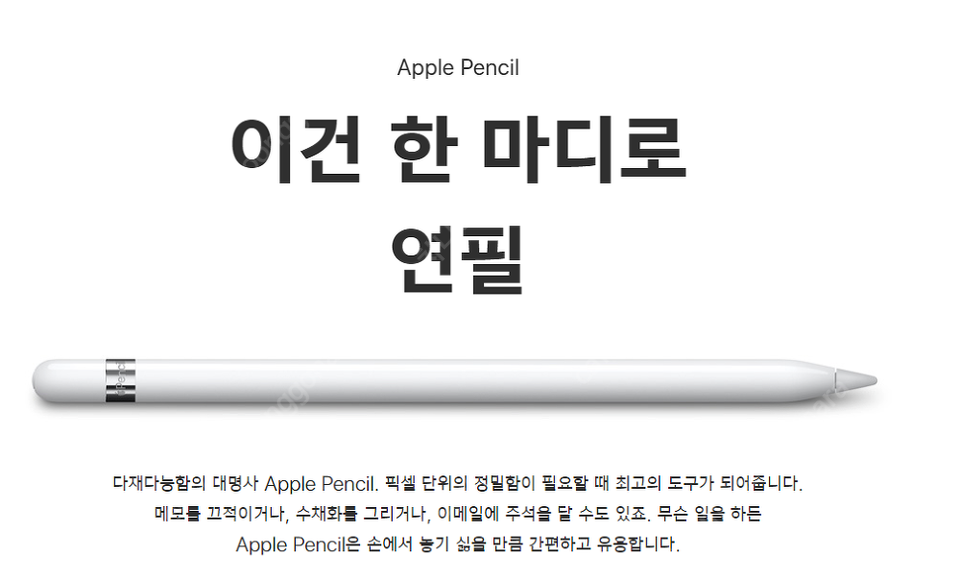 Apple Pencil
이건 한 마디로
연필
Pencil
다재다능함의 대명사 Apple Pencil. 픽셀 단위의 정밀함이 필요할 때 최고의 도구가 되어줍니다.
메모를 끄적이거나, 수채화를 그리거나, 이메일에 주석을 달 수도 있죠. 무슨 일을 하든
Apple Pencil은 손에서 놓기 싫을 만큼 간편하고 유용합니다.